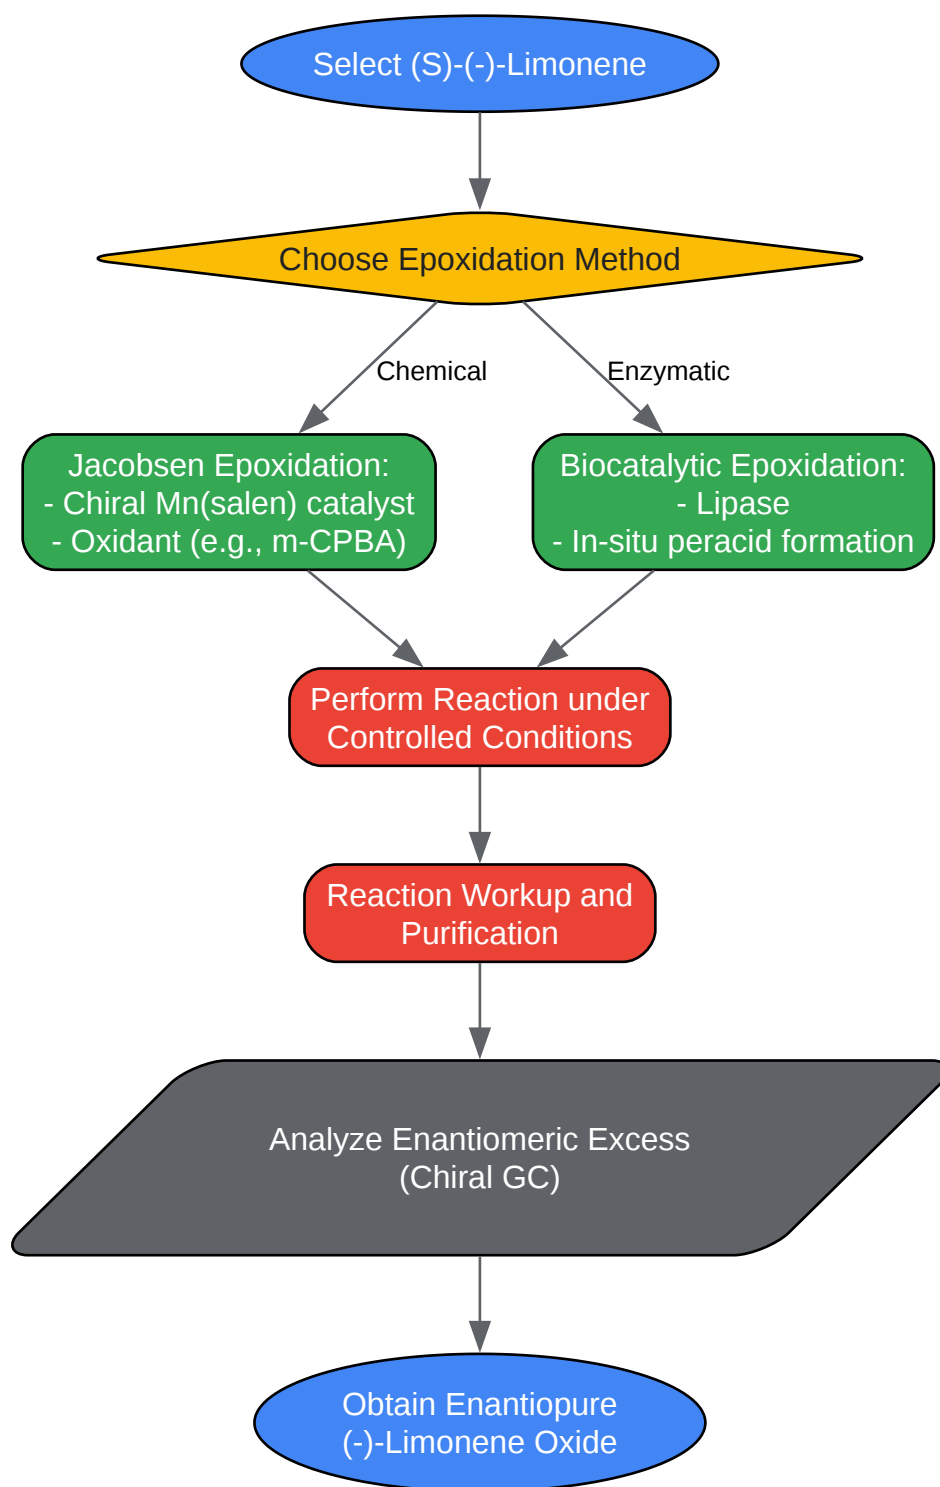 Select (S)-(-)-Limonene
Choose Epoxidation Method
Chemical
Enzymatic
Jacobsen Epoxidation:
- Chiral Mn(salen) catalyst
- Oxidant (e.g., m-CPBA)
Biocatalytic Epoxidation:
- Lipase
- In-situ peracid formation
Perform Reaction under
Controlled Conditions
Reaction Workup and
Purification
Analyze Enantiomeric Excess
(Chiral GC)
Obtain Enantiopure
(-)-Limonene Oxide